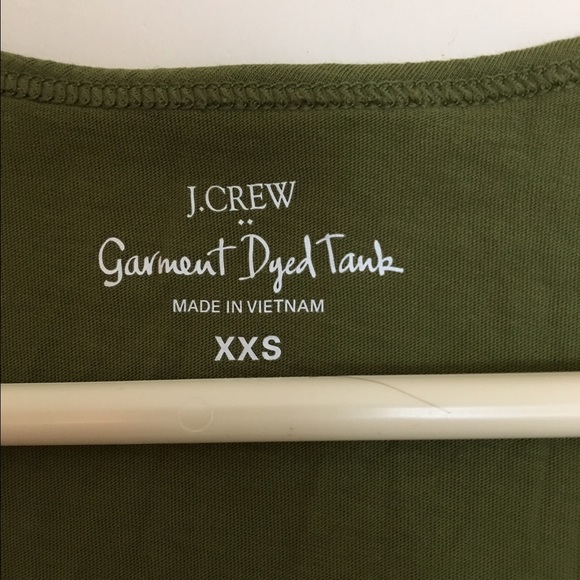 J.CREW
Garment Dyed Tank
MADE IN VIETNAM
XXS